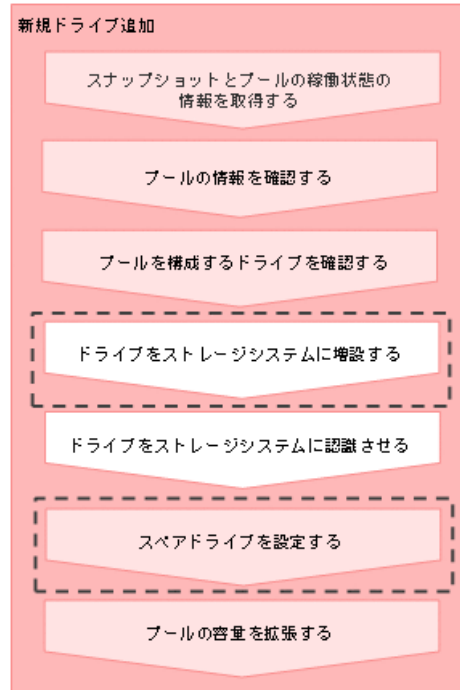 新規ドライブ追加
スナップショットとプールの稼働状態の
情報を取得する
プールの情報を確認する
プールを構成するドライブを確認する
ドライブをストレージシステムに増設する
ドライブをストレージシステムに認識させる
スペアドライブを設定する
プールの容量を拡張する